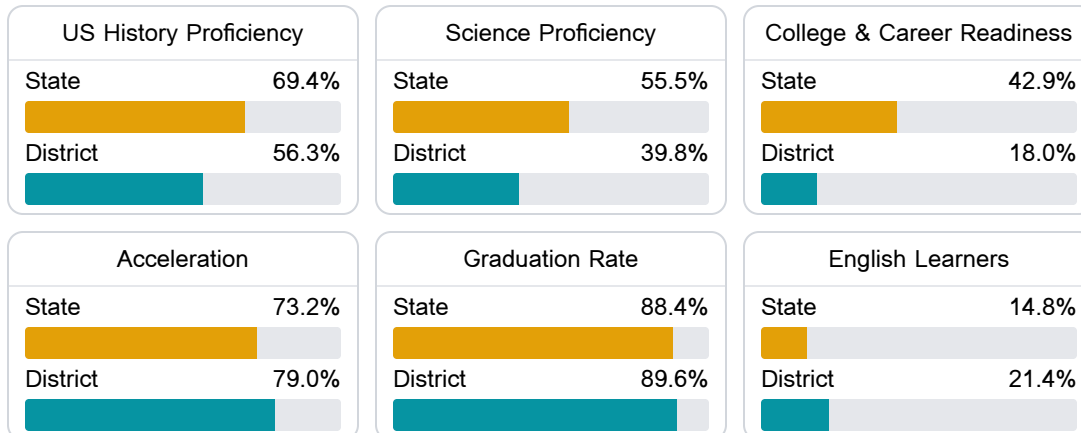 US History Proficiency
State 69.4%
District 56.3%
Science Proficiency
State 55.5%
District 39.8%
College & Career Readiness
State 42.9%
District 18.0%
Acceleration
State 73.2%
District 79.0%
Graduation Rate
State 88.4%
District 89.6%
English Learners
State 14.8%
District 21.4%